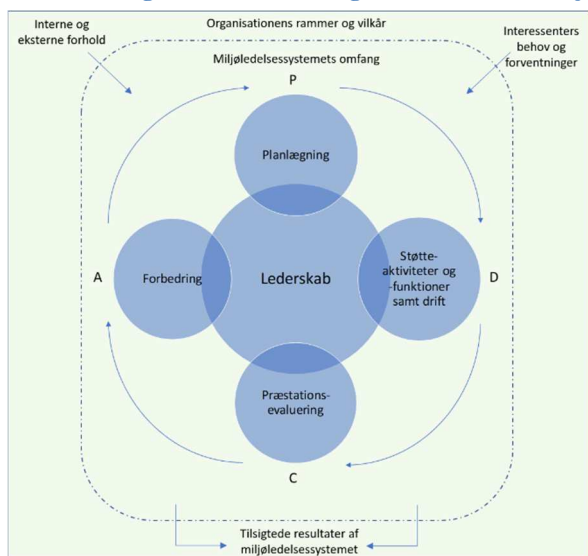 Interne og
eksterne forhold
Organisationens rammer og vilkår
Interessenters
behov og
forventninger
Miljøledelsessystemets omfang
P
Planlægning
A
Forbedring
Lederskab
Støtte-
aktiviteter og
-funktioner
samt drift
D
Præstations-
evaluering
C
Tilsigtede resultater af
miljøledelsessystemet